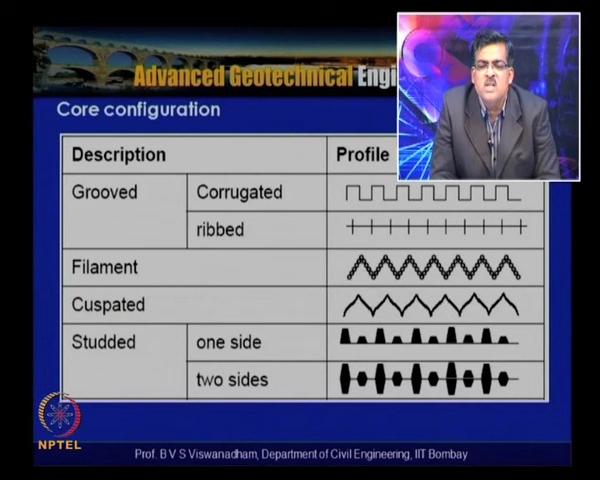 Advanced Geotechnical Engi
Core configuration
Description Profile
Grooved Corrugated
ribbed
Filament
Cuspated
Studded one side
two sides
NPTEL
Prof. B V S Viswanadham, Department of Civil Engineering, IIT Bombay